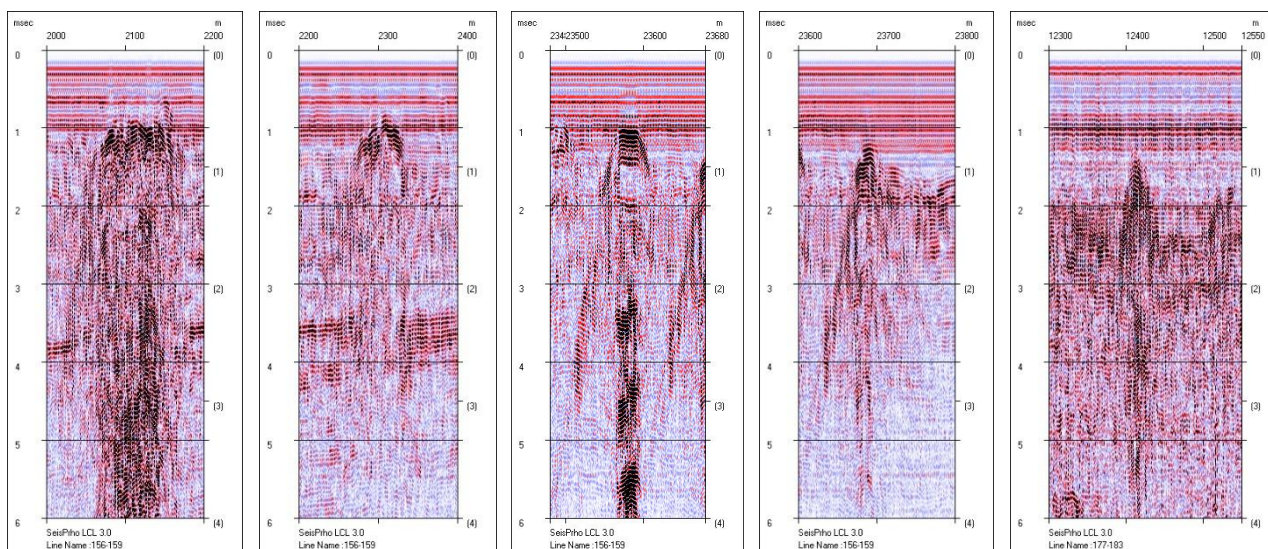 msec m
2000 2100 2200
0 (0)
1
(1)
2
3 (2)
4
(3)
5
6 (4)
SeisPrho LCL 3.0
Line Name :156-159
msec m
2200 2300 2400
0 (0)
1
(1)
2
3 (2)
4
(3)
5
6 (4)
SeisPrho LCL 3.0
Line Name :156-159
msec m
23423500 23600 23680
0 (0)
1
(1)
2
3 (2)
4
(3)
5
6 (4)
SeisPrho LCL 3.0
Line Name :156-159
msec m
23600 23700 23800
0 (0)
1
(1)
2
3 (2)
4
(3)
5
6 (4)
SeisPrho LCL 3.0
Line Name :156-159
msec m
12300 12400 12500 12550
0 (0)
1
(1)
2
3 (2)
4
(3)
5
6 (4)
SeisPrho LCL 3.0
Line Name :177-183